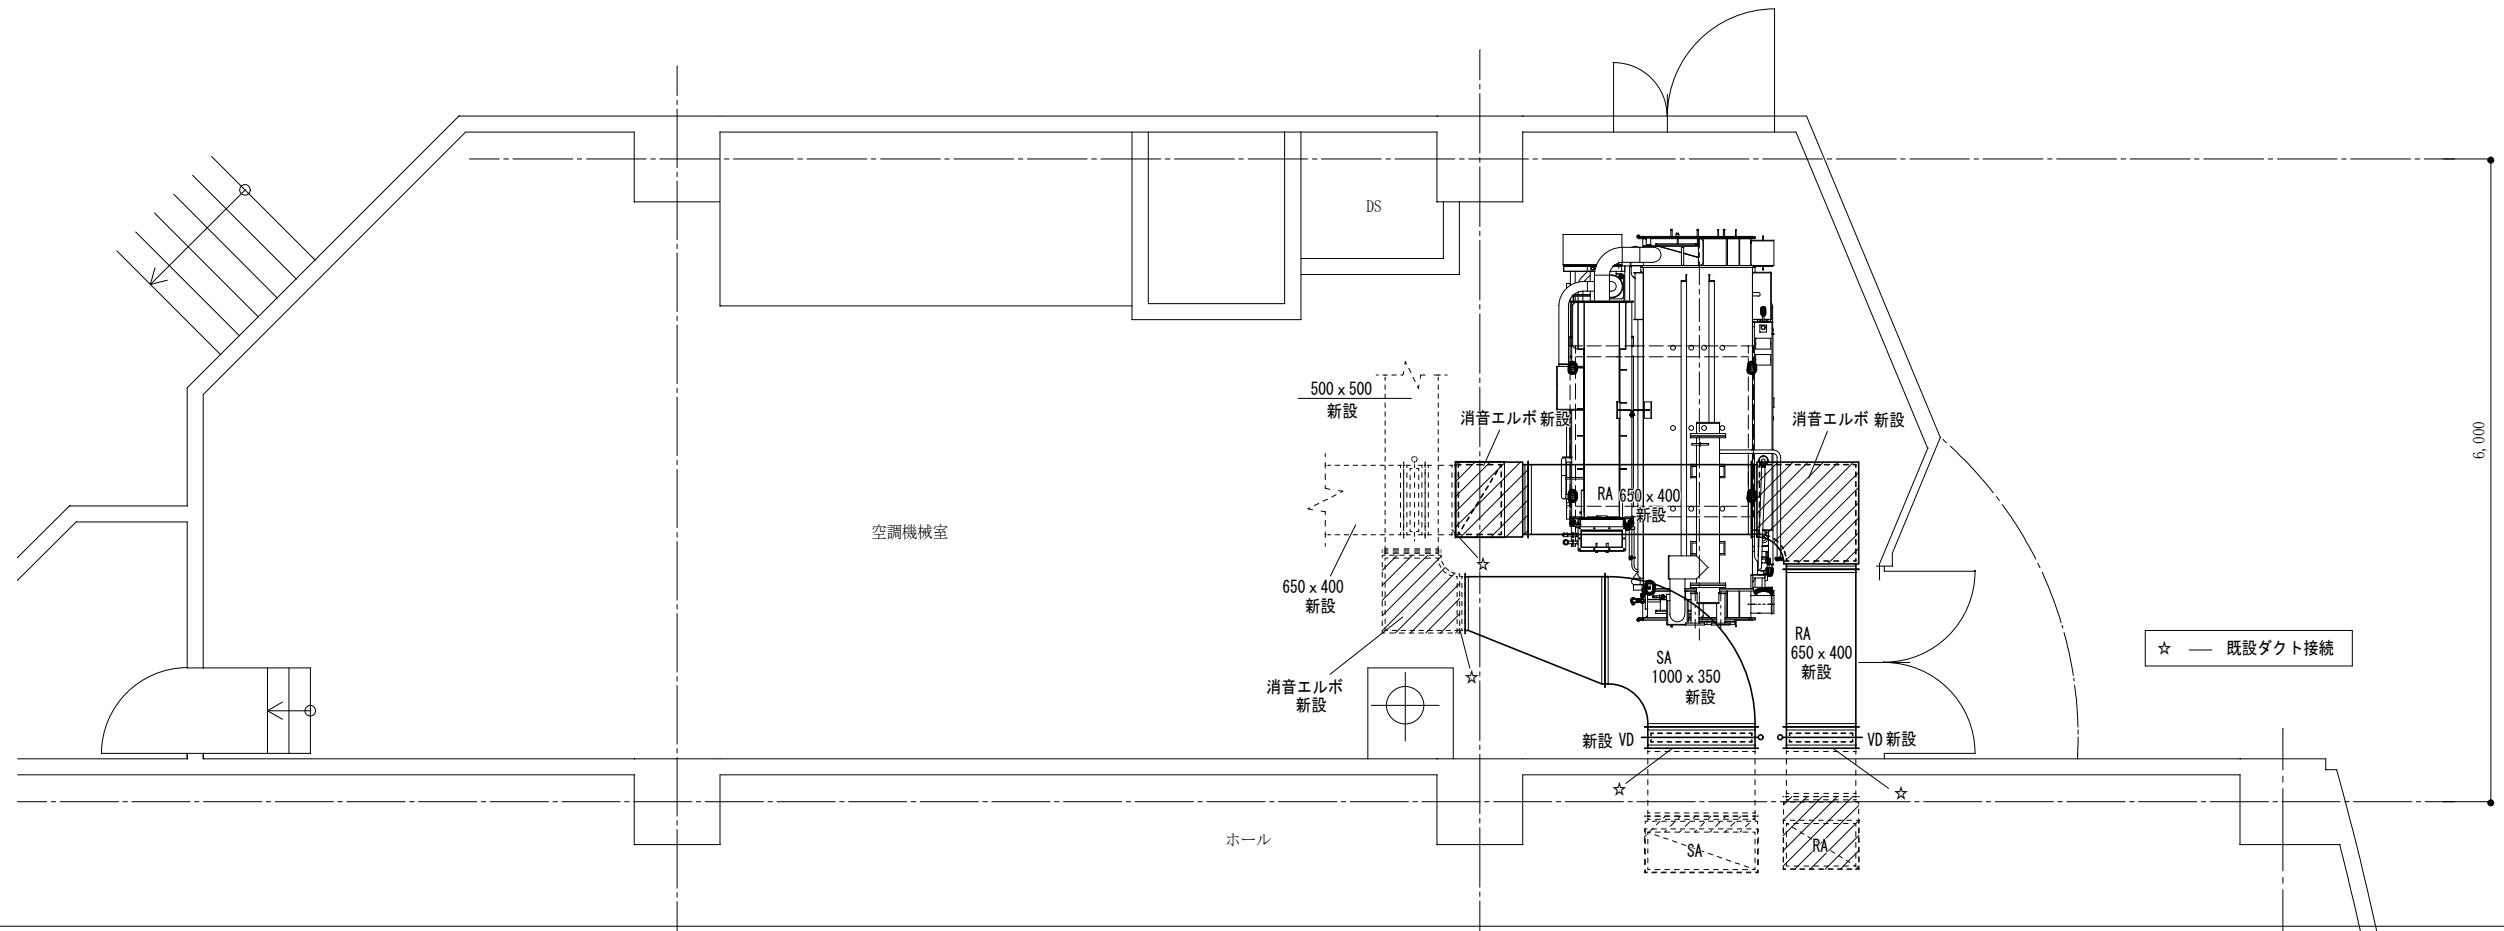 DS
500 x 500
新設
消音エルボ 新設
消音エルボ 新設
6,000
RA 650 x 400
新設
空調機械室
☆
650 x 400
新設
RA
650 x 400
新設
SA
1000 x 350
新設
☆ ― 既設ダクト接続
☆
消音エルボ
新設
新設 VD
VD 新設
☆
☆
ホール
SA
RA